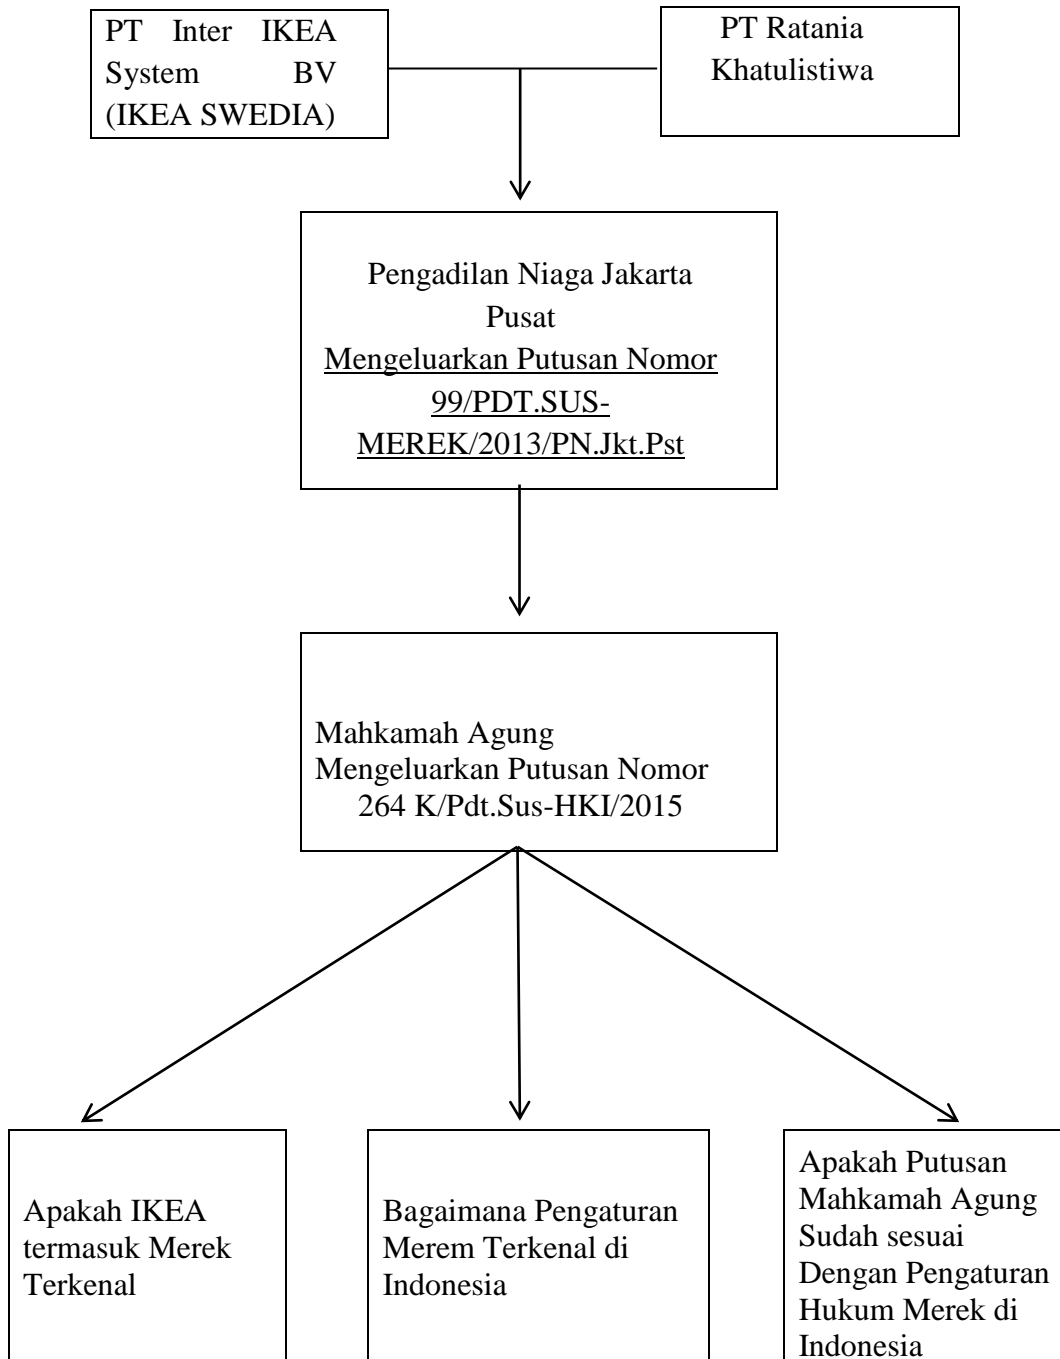 PT Inter IKEA
System BV
(IKEA SWEDIA)
PT Ratania
Khatulistiwa
Pengadilan Niaga Jakarta
Pusat
Mengeluarkan Putusan Nomor
99/PDT.SUS-
MEREK/2013/PN.Jkt.Pst
Mahkamah Agung
Mengeluarkan Putusan Nomor
264 K/Pdt.Sus-HKI/2015
Apakah IKEA
termasuk Merek
Terkenal
Bagaimana Pengaturan
Merem Terkenal di
Indonesia
Apakah Putusan
Mahkamah Agung
Sudah sesuai
Dengan Pengaturan
Hukum Merek di
Indonesia